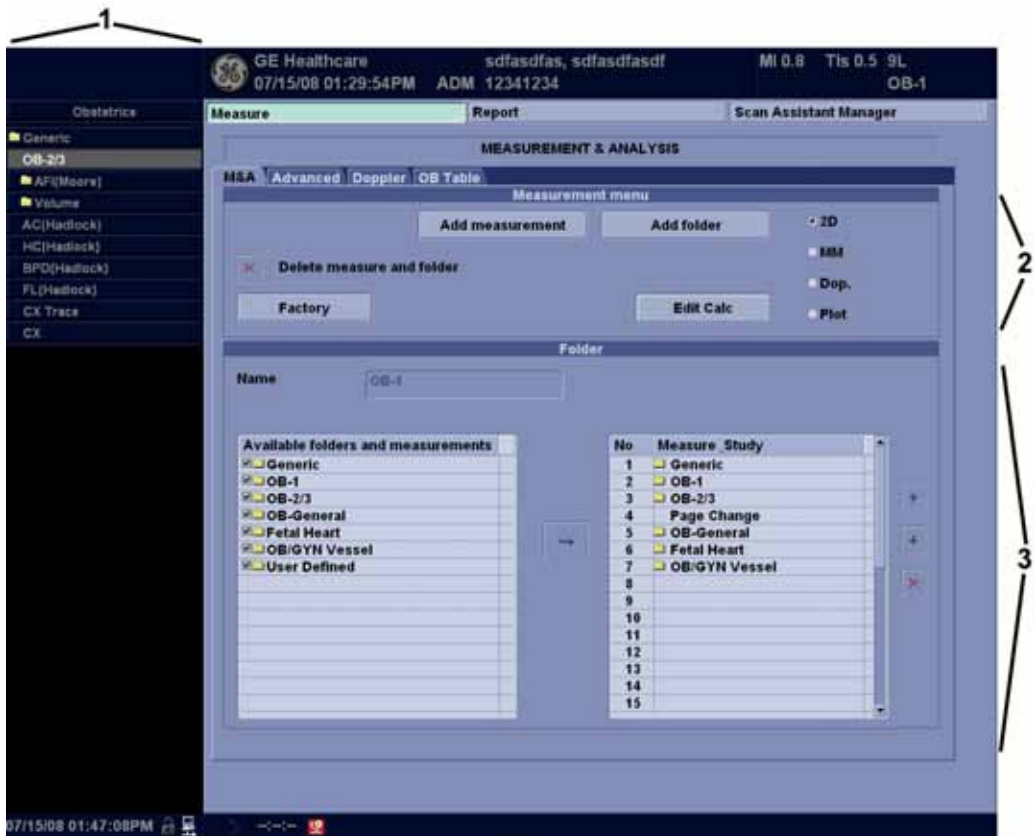 1
GE Healthcare sdfasdfas, sdfasdfasdf MI 0.8 TIs 0.5 9L
07/15/08 01:29:54PM ADM 12341234 OB-1
Obstetrics
Measure Report Scan Assistant Manager
Generic
OB-2/3
AFI(Moore)
Volume
AC(Hadlock)
HC(Hadlock)
BPD(Hadlock)
FL(Hadlock)
CX Trace
CX
MEASUREMENT & ANALYSIS
M&A Advanced Doppler OB Table
Measurement menu
Add measurement Add folder 2D
MM
Delete measure and folder
Dop.
Factory Edit Calc Plot
2
Folder
Name OB-1
Available folders and measurements
Generic
OB-1
OB-2/3
OB-General
Fetal Heart
OB/GYN Vessel
User Defined
No Measure_Study
1 Generic
2 OB-1
3 OB-2/3
4 Page Change
5 OB-General
6 Fetal Heart
7 OB/GYN Vessel
8
9
10
11
12
13
14
15
3
07/15/08 01:47:08PM --:--:--